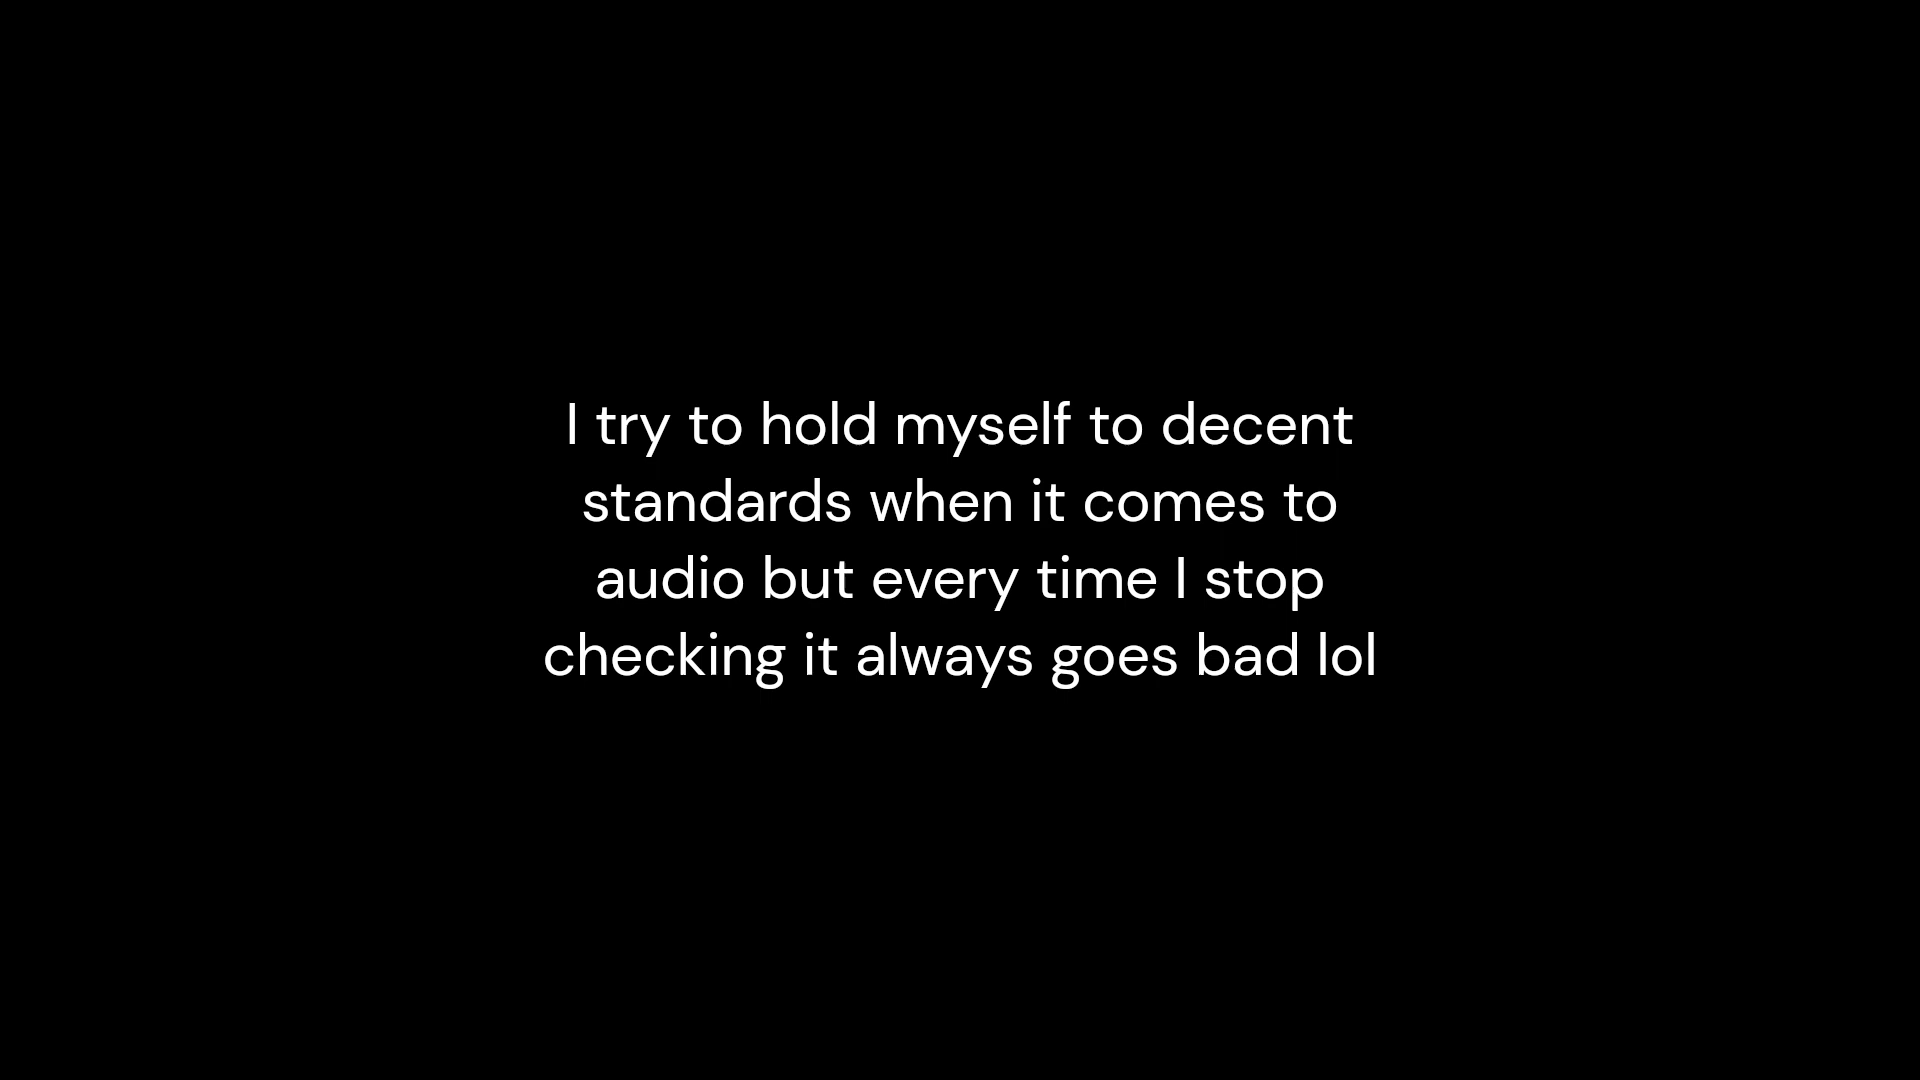 I try to hold myself to decent
standards when it comes to
audio but every time I stop
checking it always goes bad lol